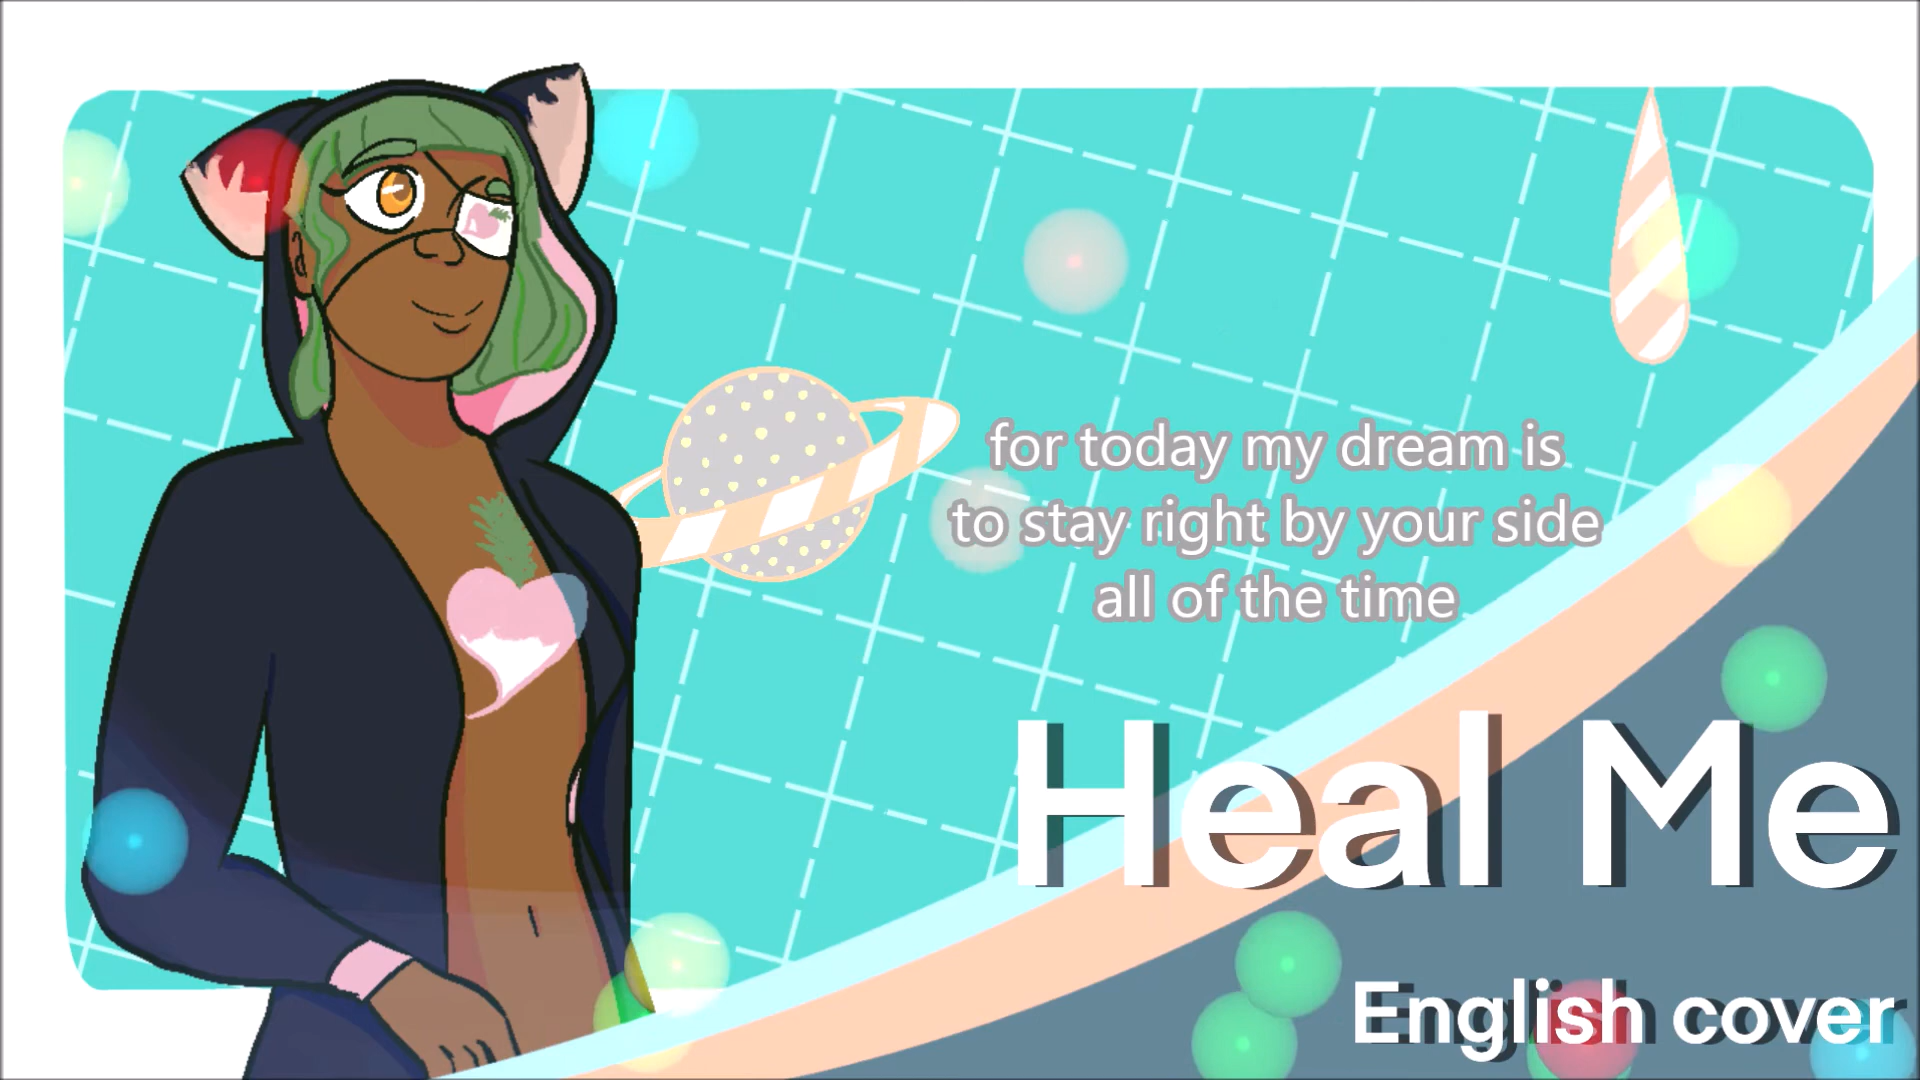 for today my dream is
to stay right by your side
all of the time
Heal Me
English cover